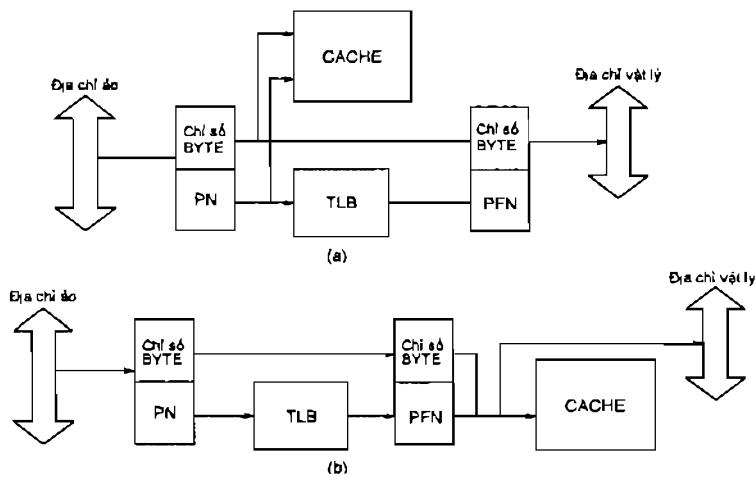 CACHE
Địa chỉ ảo
Địa chỉ vật lý
Chỉ số
BYTE
Chỉ số
BYTE
PN
TLB
PFN
(a)
Địa chỉ ảo
Địa chỉ vật lý
Chỉ số
BYTE
Chỉ số
BYTE
PN
TLB
PFN
CACHE
(b)